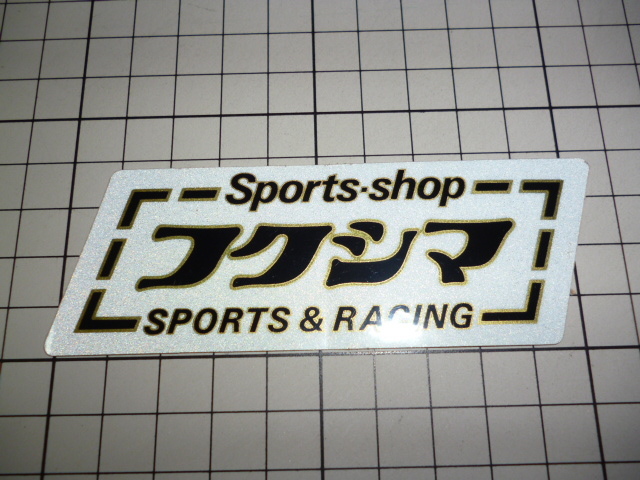 Sports-shop
フクシマ
SPORTS & RACING